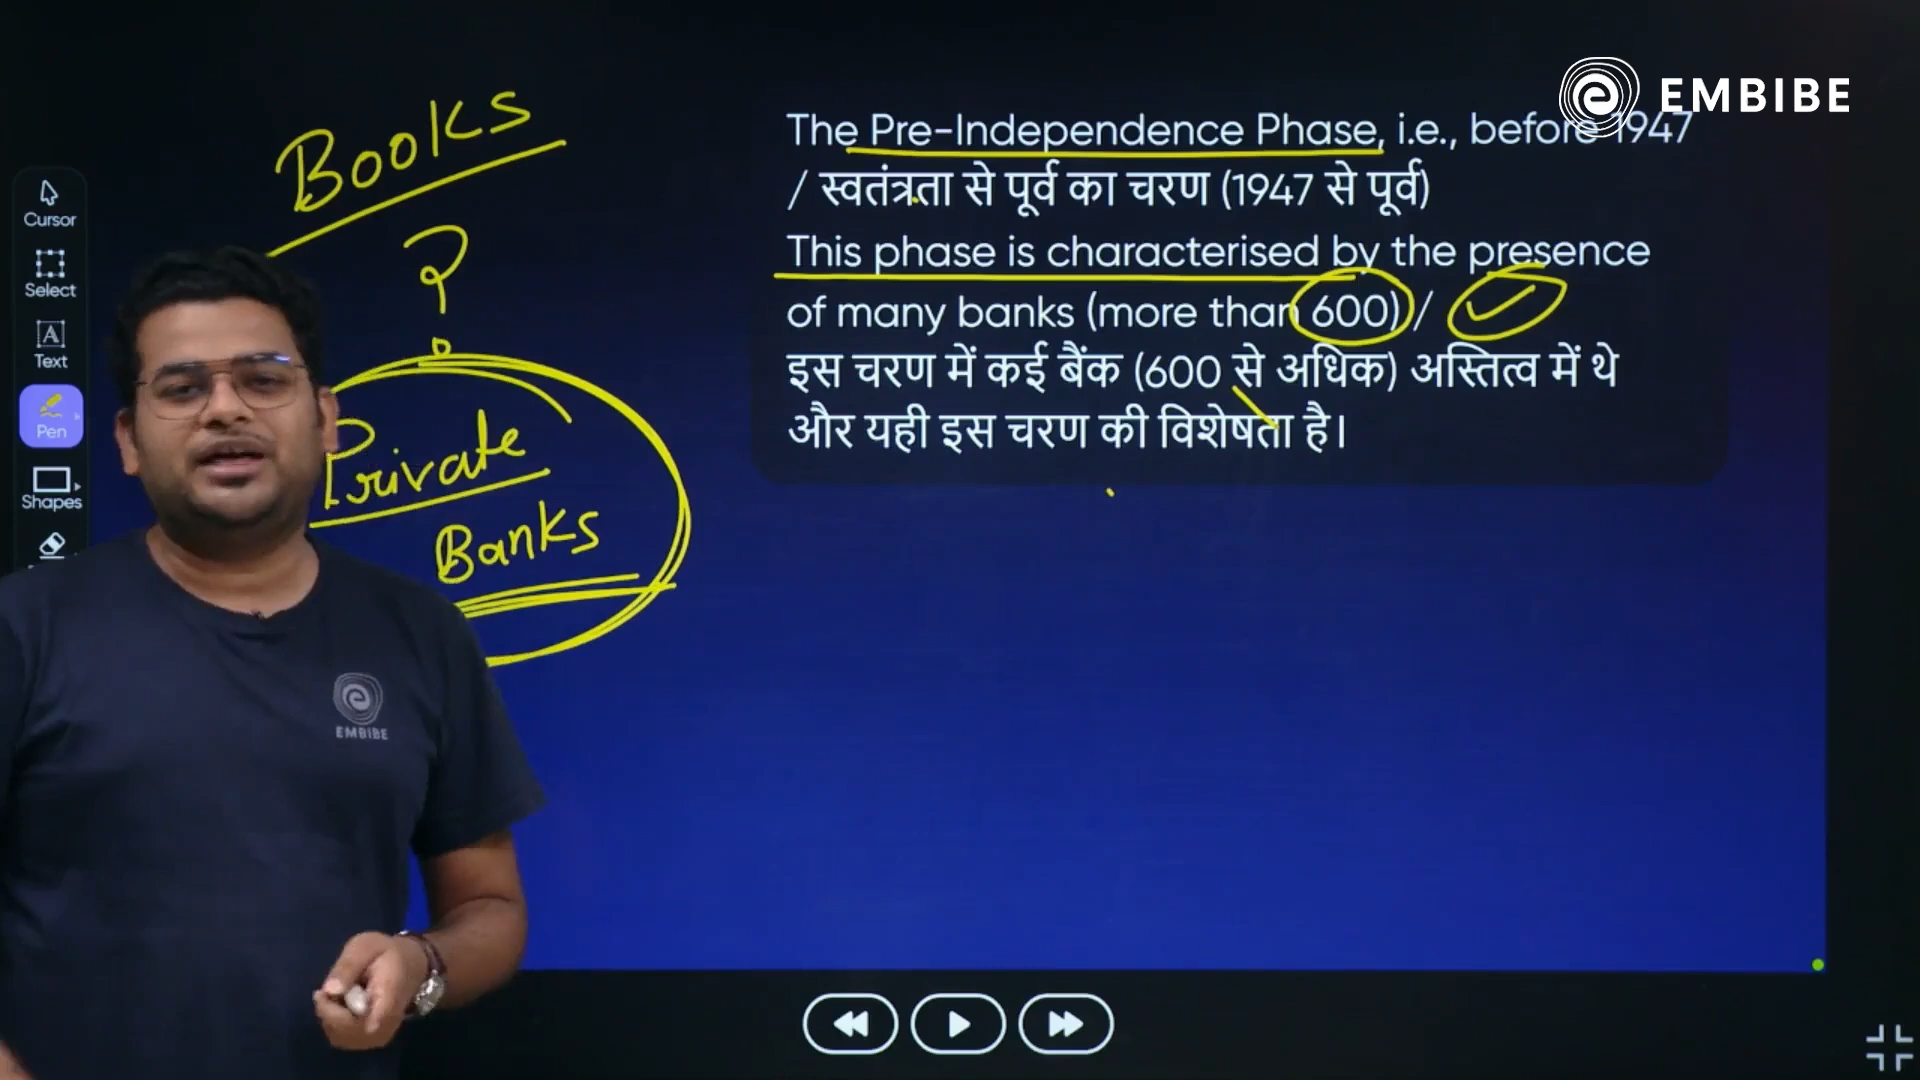 EMBIBE
Books
?
Private
Banks
The Pre-Independence Phase, i.e., before 1947
/ स्वतंत्रता से पूर्व का चरण (1947 से पूर्व)
This phase is characterised by the presence
of many banks (more than 600) /
इस चरण में कई बैंक (600 से अधिक) अस्तित्व में थे
और यही इस चरण की विशेषता है।
Cursor
Select
A
Text
Pen
Shapes
EMBIBE